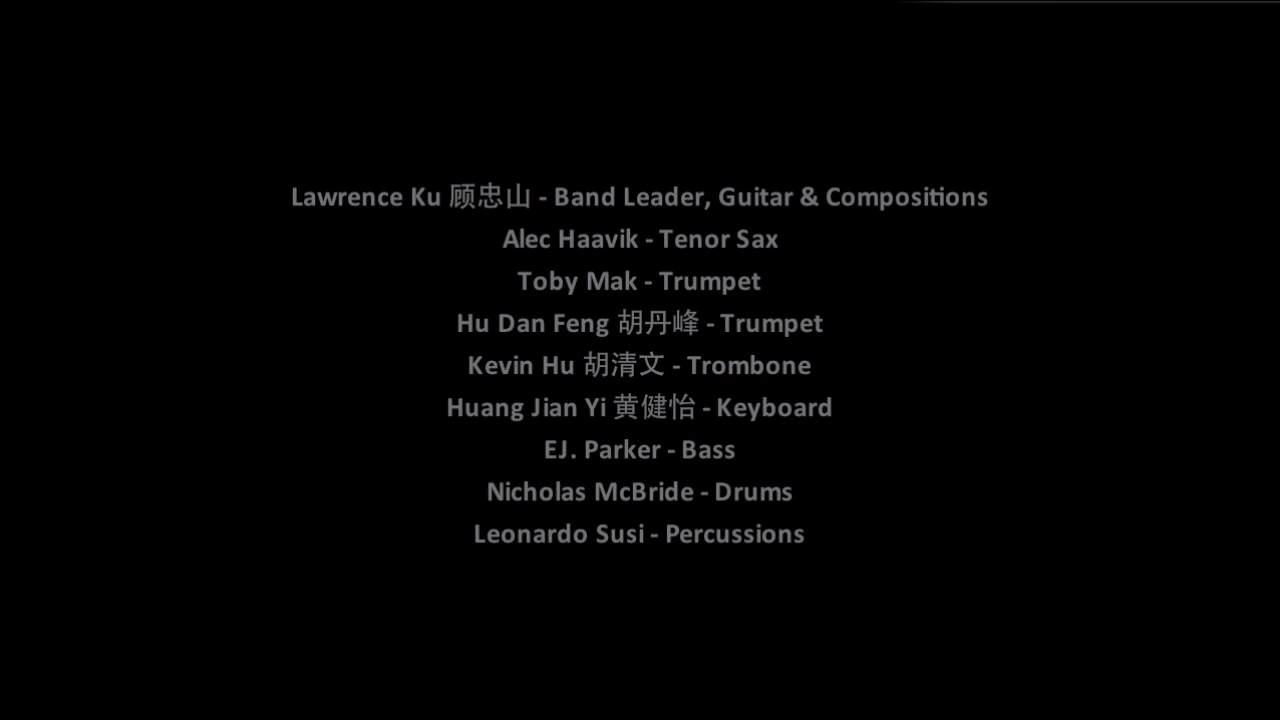 Lawrence Ku 顾忠山 - Band Leader, Guitar & Compositions
Alec Haavik - Tenor Sax
Toby Mak - Trumpet
Hu Dan Feng 胡丹峰 - Trumpet
Kevin Hu 胡清文 - Trombone
Huang Jian Yi 黄健怡 - Keyboard
EJ. Parker - Bass
Nicholas McBride - Drums
Leonardo Susi - Percussions